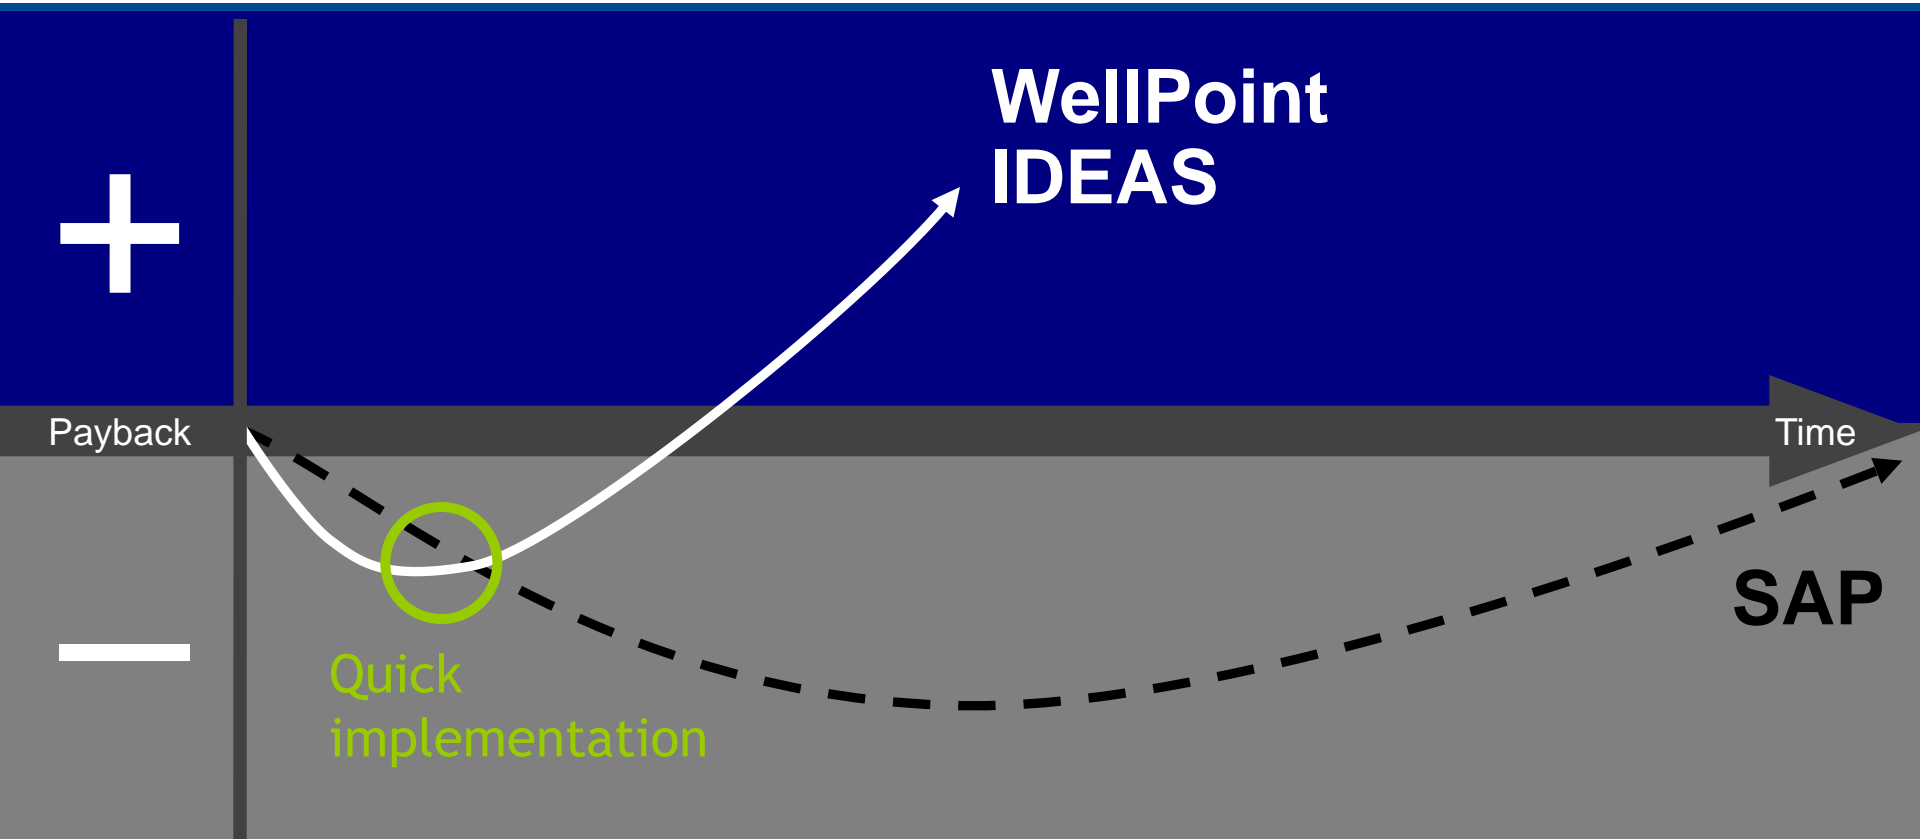 WellPoint
IDEAS
+
Payback
Time
SAP
Quick
implementation